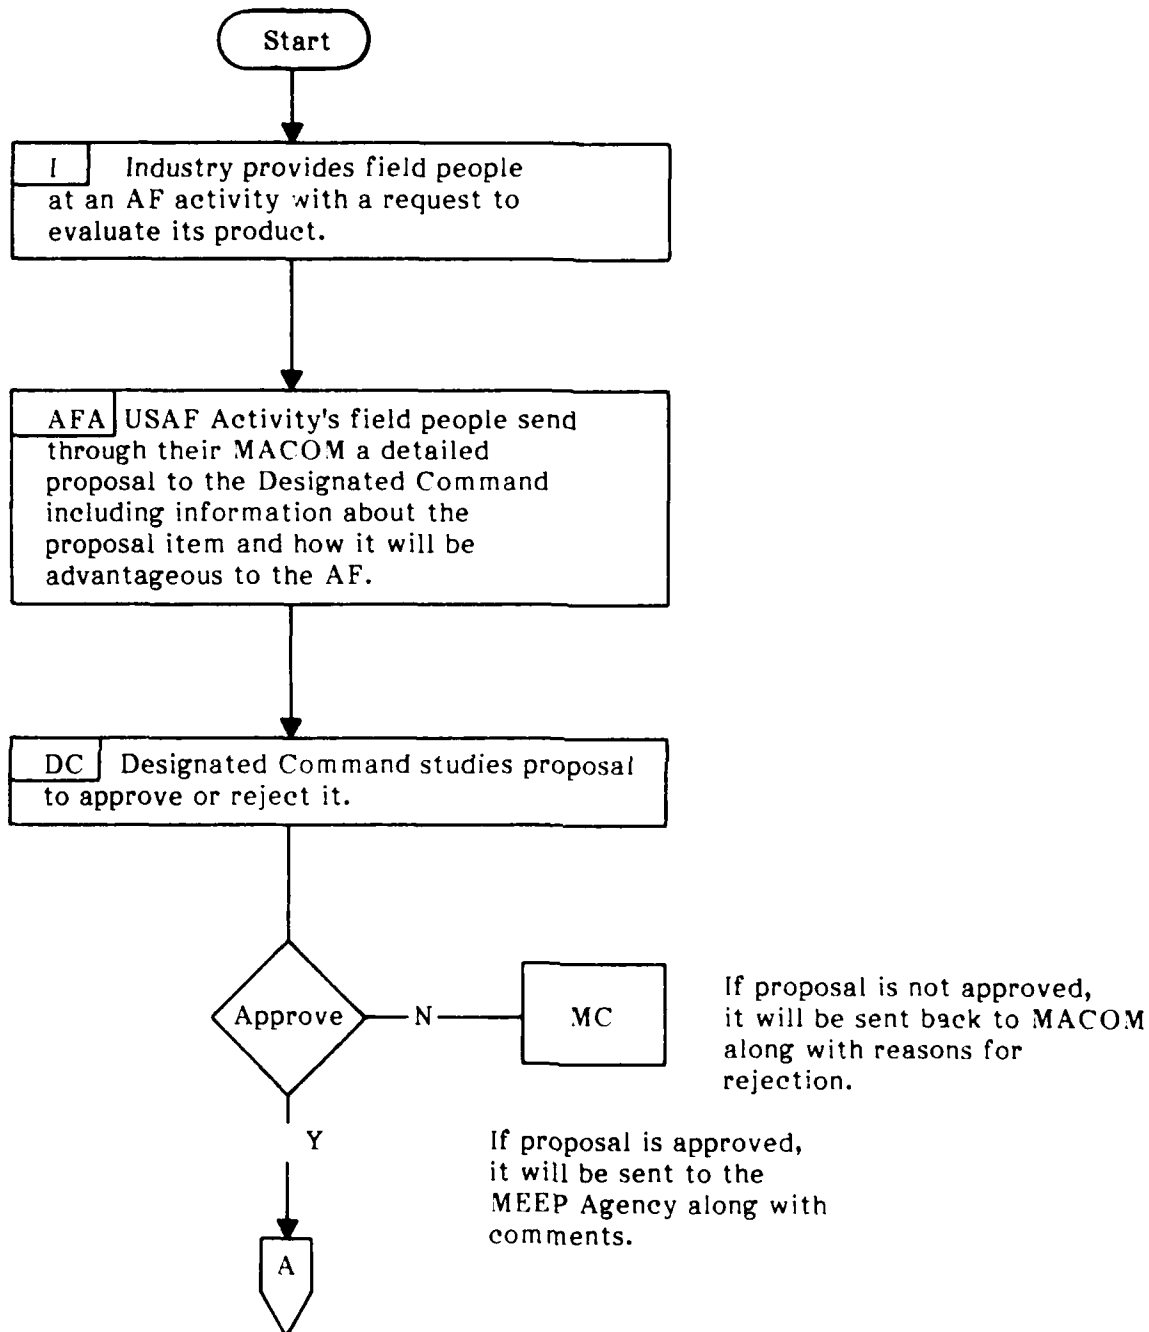 Start
I Industry provides field people
at an AF activity with a request to
evaluate its product.
AFA USAF Activity's field people send
through their MACOM a detailed
proposal to the Designated Command
including information about the
proposal item and how it will be
advantageous to the AF.
DC Designated Command studies proposal
to approve or reject it.
Approve
N
MC
If proposal is not approved,
it will be sent back to MACOM
along with reasons for
rejection.
Y
If proposal is approved,
it will be sent to the
MEEP Agency along with
comments.
A